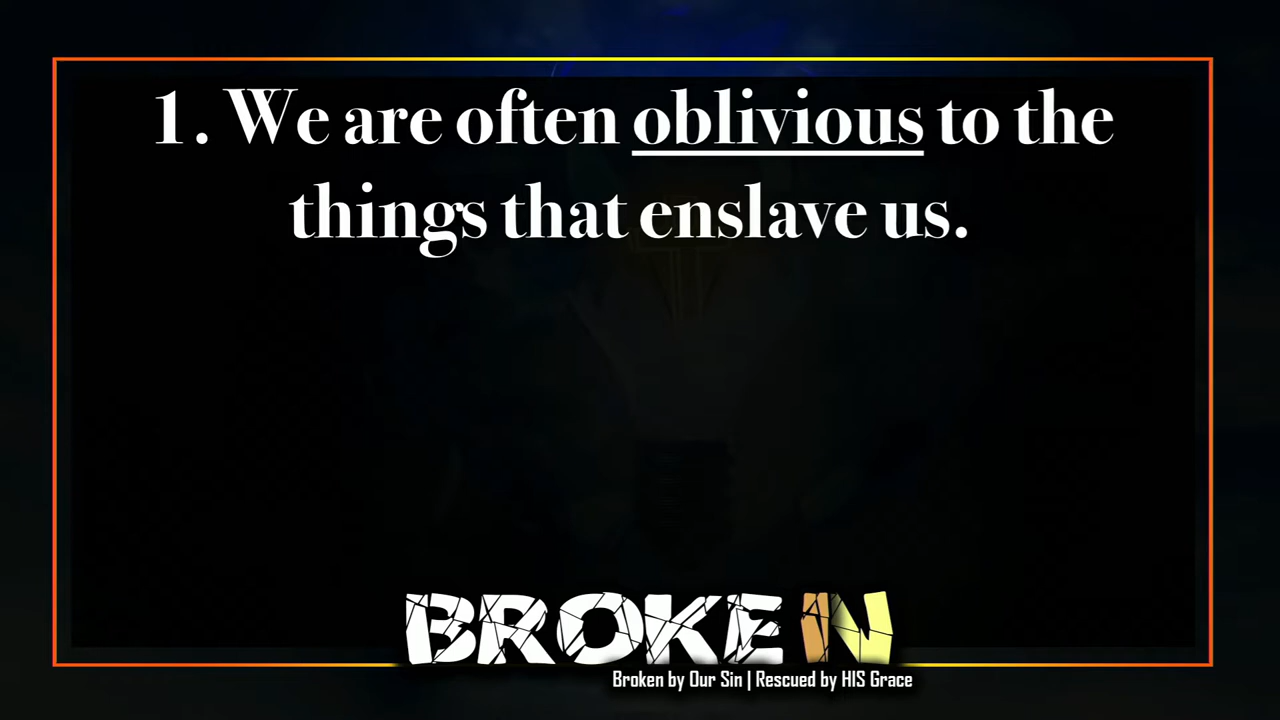 1. We are often oblivious to the
things that enslave us.
BROKEN
Broken by Our Sin | Rescued by HIS Grace